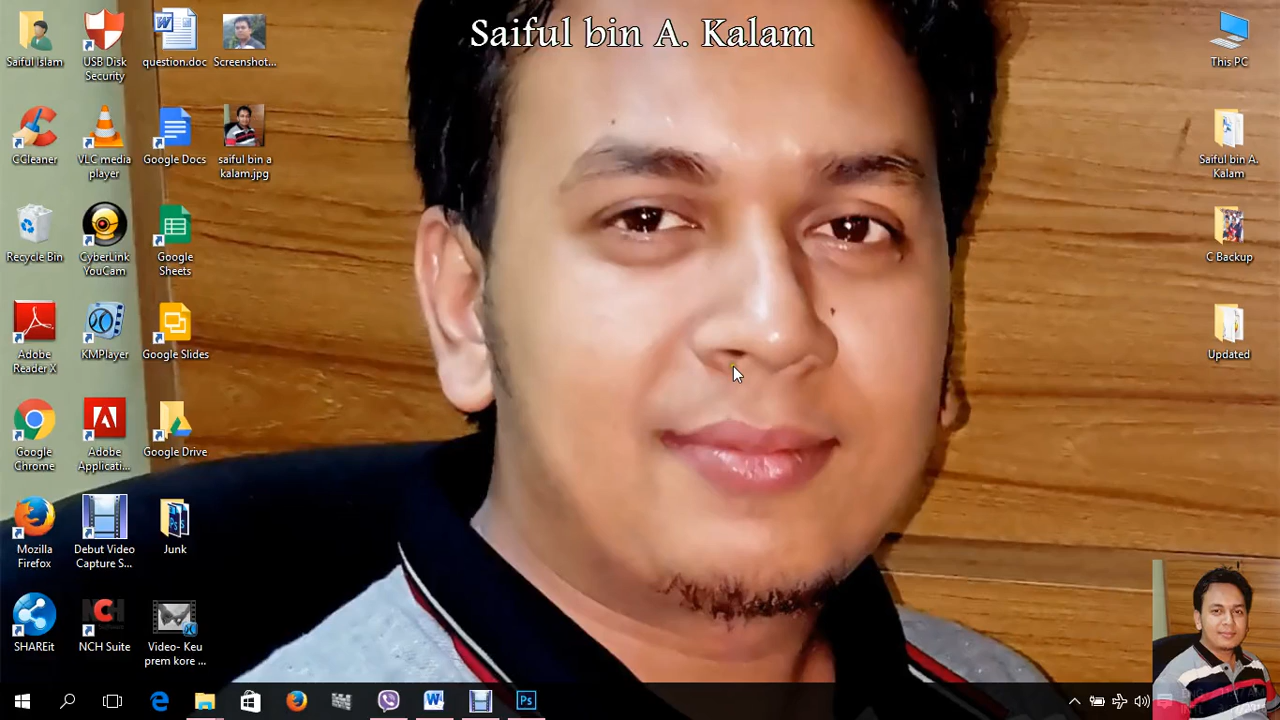 Saiful bin A. Kalam
Saiful Islam
USB Disk
Security
question.doc
Screenshot...
This PC
CCleaner
VLC media
player
Google Docs
saiful bin a
kalam.jpg
Saiful bin A.
Kalam
Recycle Bin
CyberLink
YouCam
Google
Sheets
C Backup
Adobe
Reader X
KMPlayer
Google Slides
Updated
Google
Chrome
Adobe
Applicati...
Google Drive
Mozilla
Firefox
Debut Video
Capture S...
Junk
SHAREit
NCH Suite
Video- Keu
prem kore ...